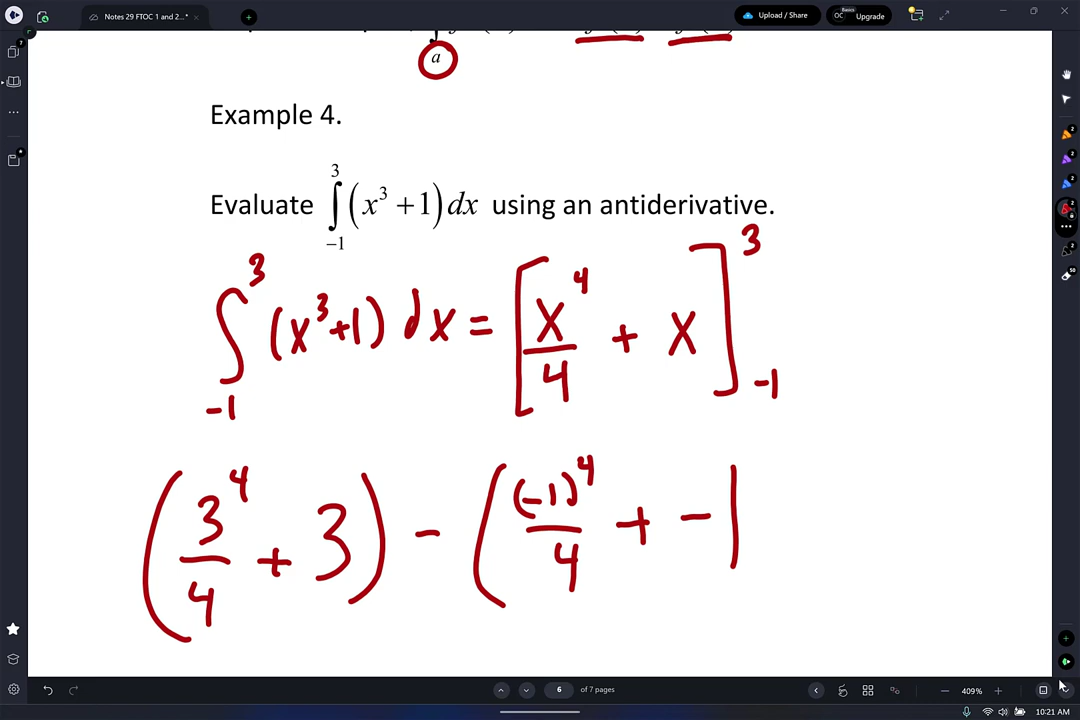 Notes 29 FTOC 1 and 2...*
Upload / Share
OC
Basics
Upgrade
a
Example 4.
Evaluate ∫_{-1}^{3} (x³ + 1) dx using an antiderivative.
∫_{-1}^{3} (x³+1) dx = [x⁴/4 + x]_{-1}^{3}
(3⁴/4 + 3) - ((-1)⁴/4 + -1
6
of 7 pages
409%
10:21 AM